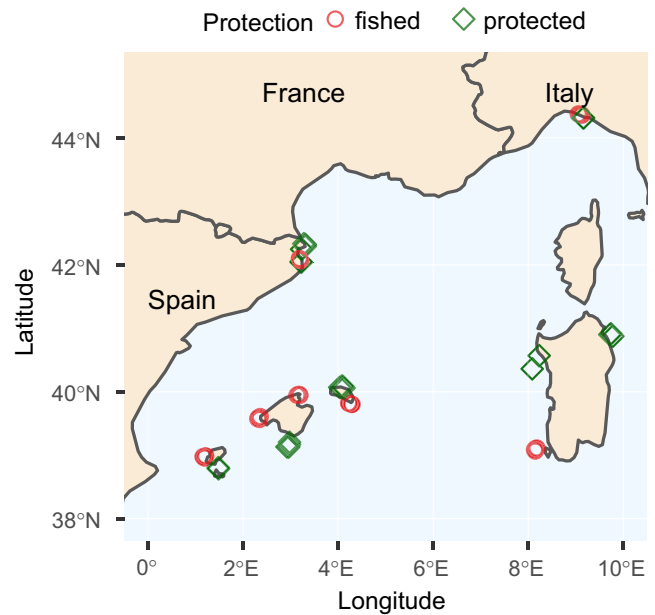 Protection fished protected
France
Italy
Spain
Latitude
44°N
42°N
40°N
38°N
0° 2°E 4°E 6°E 8°E 10°E
Longitude